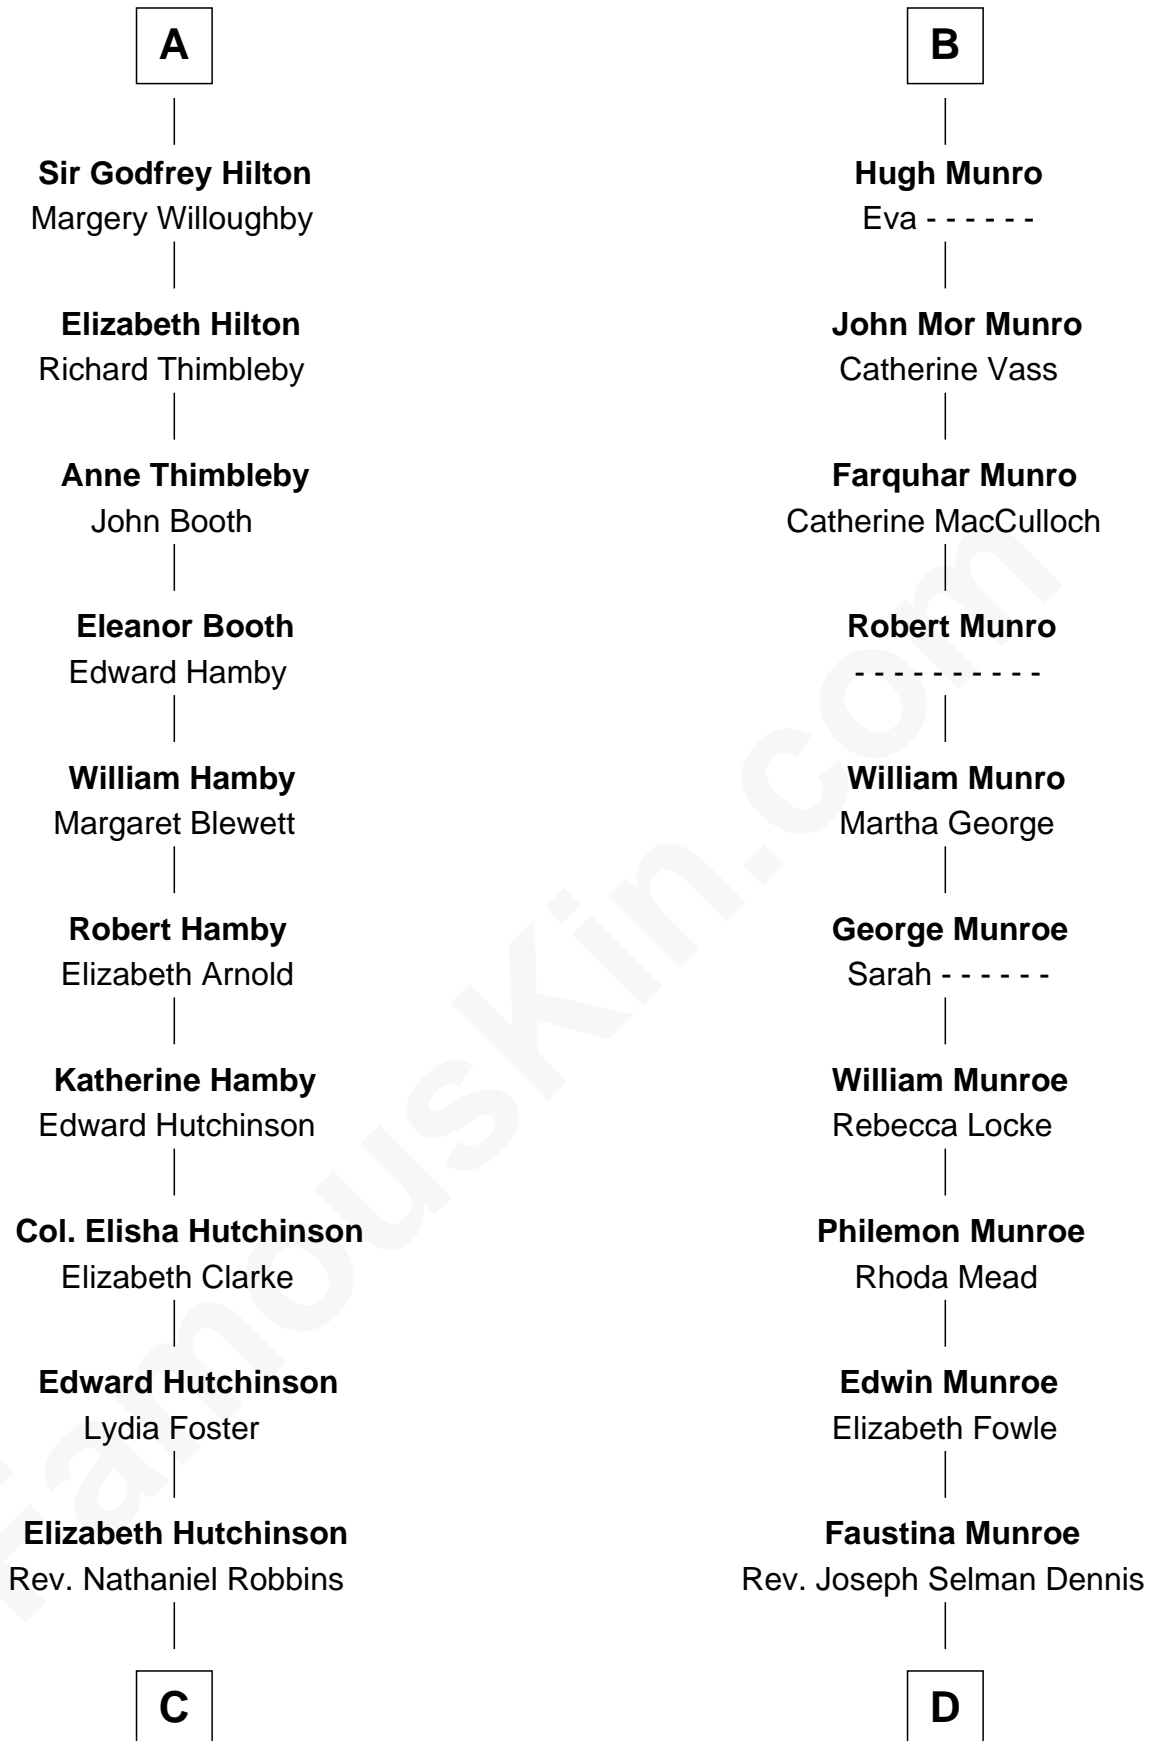 A
Sir Godfrey Hilton
Margery Willoughby
Elizabeth Hilton
Richard Thimbleby
Anne Thimbleby
John Booth
Eleanor Booth
Edward Hamby
William Hamby
Margaret Blewett
Robert Hamby
Elizabeth Arnold
Katherine Hamby
Edward Hutchinson
Col. Elisha Hutchinson
Elizabeth Clarke
Edward Hutchinson
Lydia Foster
Elizabeth Hutchinson
Rev. Nathaniel Robbins
C
B
Hugh Munro
Eva - - - - - -
John Mor Munro
Catherine Vass
Farquhar Munro
Catherine MacCulloch
Robert Munro
- - - - - - - - - -
William Munro
Martha George
George Munroe
Sarah - - - - - -
William Munroe
Rebecca Locke
Philemon Munroe
Rhoda Mead
Edwin Munroe
Elizabeth Fowle
Faustina Munroe
Rev. Joseph Selman Dennis
D
FamousKin.com